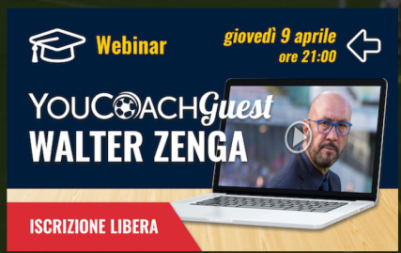 Webinar
giovedì 9 aprile
ore 21:00
YOUCOACHGuest
WALTER ZENGA
ISCRIZIONE LIBERA